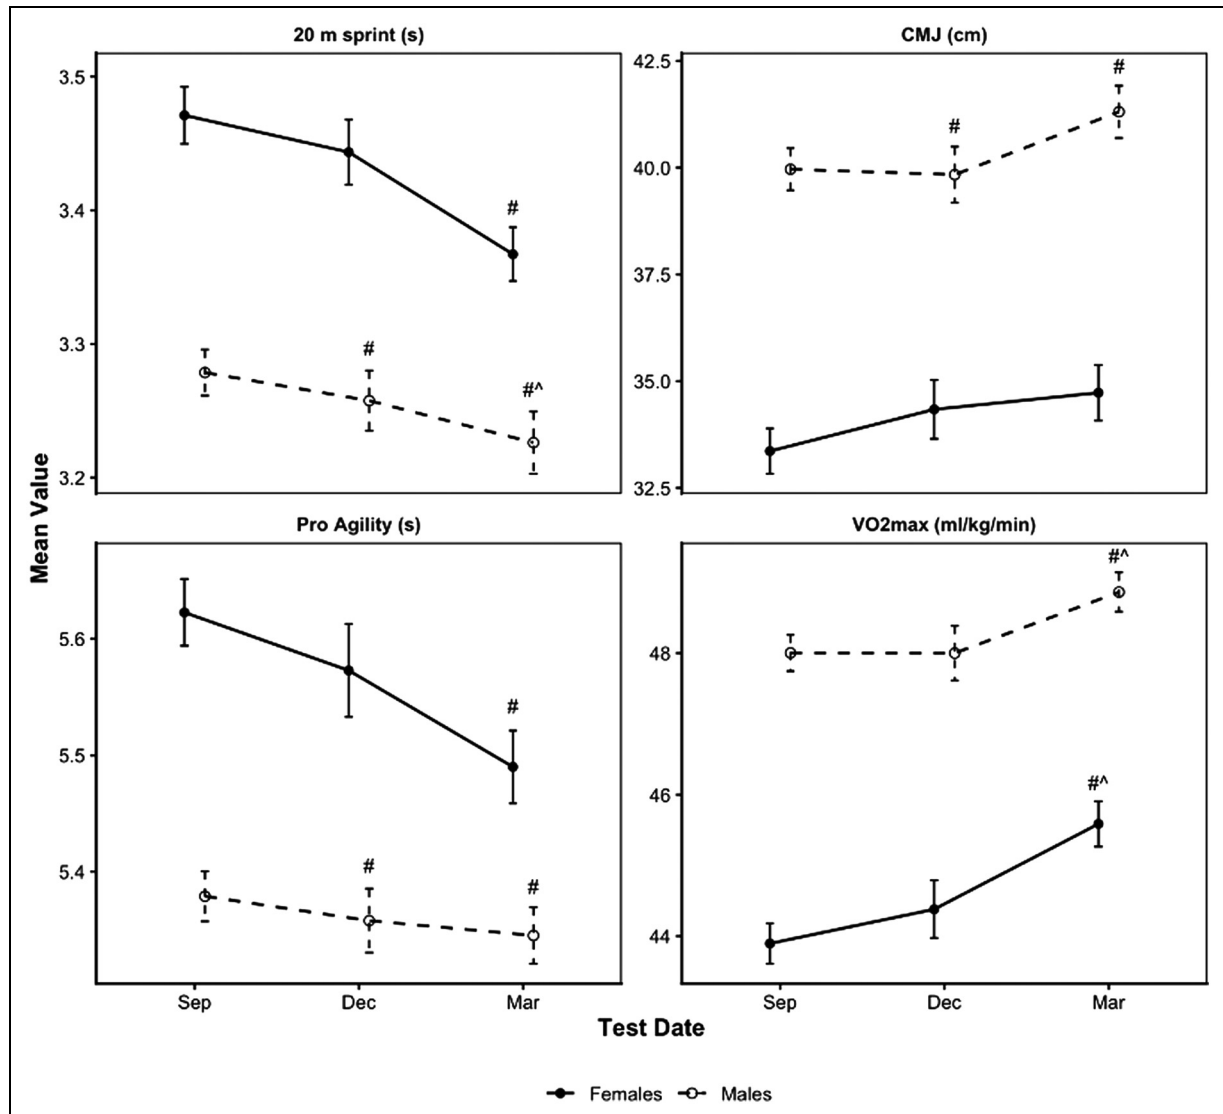 20 m sprint (s)
3.5
3.4
3.3
3.2
#
#
#^
CMJ (cm)
42.5
40.0
37.5
35.0
32.5
#
#
Mean Value
Pro Agility (s)
5.6
5.5
5.4
#
#
#
Sep Dec Mar
VO2max (ml/kg/min)
48
46
44
#^
#^
Sep Dec Mar
Test Date
Females Males